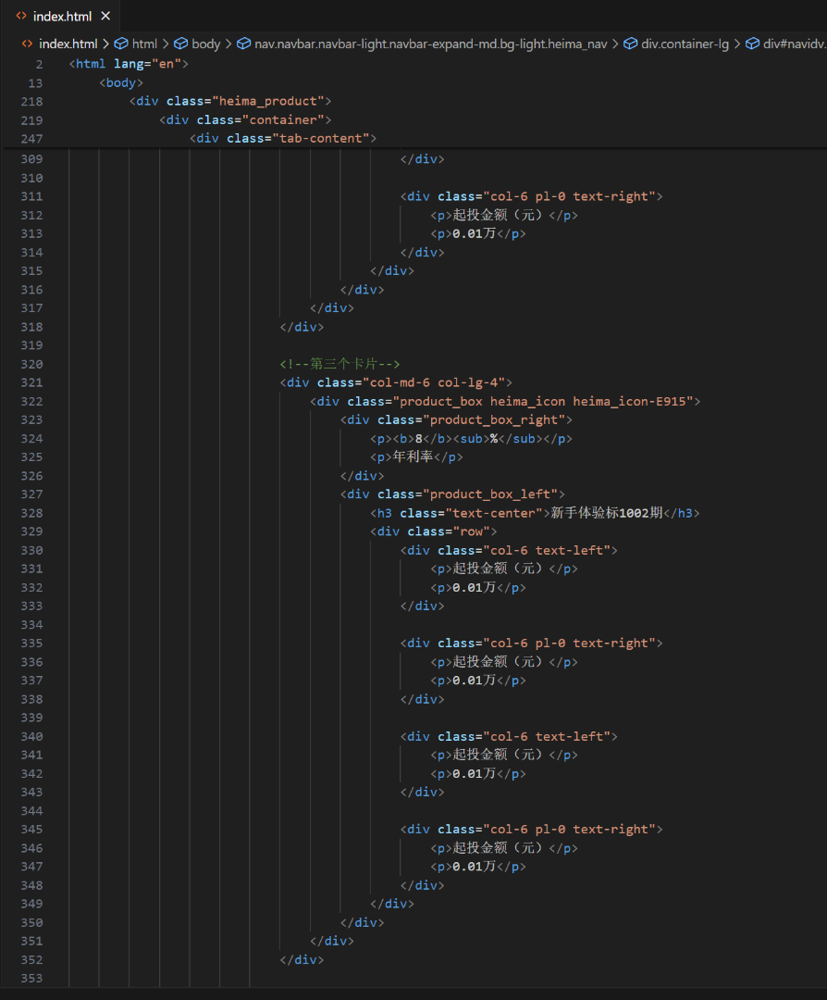 index.html
index.html > html > body > nav.navbar.navbar-light.navbar-expand-md.bg-light.heima_nav > div.container-lg > div#navidv.
2 <html lang="en">
13 <body>
218 <div class="heima_product">
219 <div class="container">
247 <div class="tab-content">
309 </div>
310
311 <div class="col-6 pl-0 text-right">
312 <p>起投金额（元）</p>
313 <p>0.01万</p>
314 </div>
315 </div>
316 </div>
317 </div>
318 </div>
319
320 <!--第三个卡片-->
321 <div class="col-md-6 col-lg-4">
322 <div class="product_box heima_icon heima_icon-E915">
323 <div class="product_box_right">
324 <p><b>8</b><sub>%</sub></p>
325 <p>年利率</p>
326 </div>
327 <div class="product_box_left">
328 <h3 class="text-center">新手体验标1002期</h3>
329 <div class="row">
330 <div class="col-6 text-left">
331 <p>起投金额（元）</p>
332 <p>0.01万</p>
333 </div>
334
335 <div class="col-6 pl-0 text-right">
336 <p>起投金额（元）</p>
337 <p>0.01万</p>
338 </div>
339
340 <div class="col-6 text-left">
341 <p>起投金额（元）</p>
342 <p>0.01万</p>
343 </div>
344
345 <div class="col-6 pl-0 text-right">
346 <p>起投金额（元）</p>
347 <p>0.01万</p>
348 </div>
349 </div>
350 </div>
351 </div>
352 </div>
353